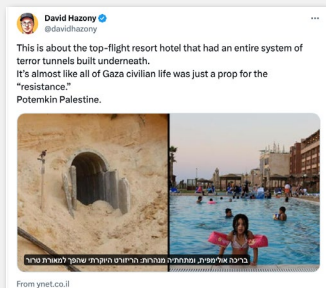 David Hazony
@davidhazony
This is about the top-flight resort hotel that had an entire system of
terror tunnels built underneath.
It’s almost like all of Gaza civilian life was just a prop for the
“resistance.”
Potemkin Palestine.
בריכה אולימפית, ומתחתיה מנהרות: הריזורט היוקרתי שהפך למאורת טרור
From ynet.co.il